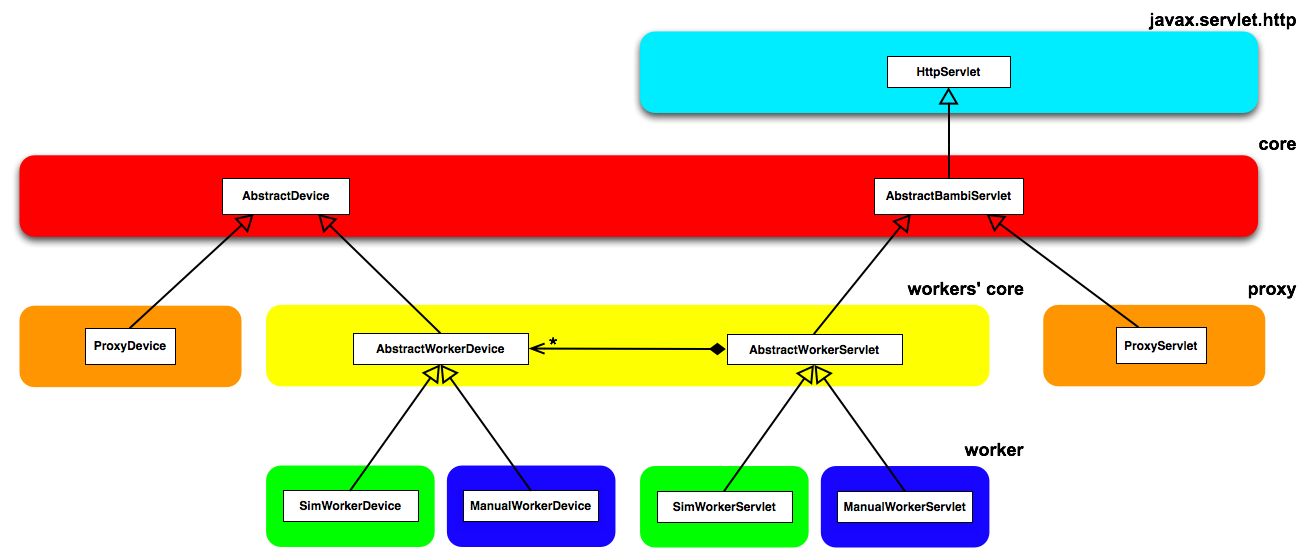 javax.servlet.http
HttpServlet
core
AbstractDevice
AbstractBambiServlet
workers' core
proxy
ProxyDevice
AbstractWorkerDevice
*
AbstractWorkerServlet
ProxyServlet
worker
SimWorkerDevice
ManualWorkerDevice
SimWorkerServlet
ManualWorkerServlet